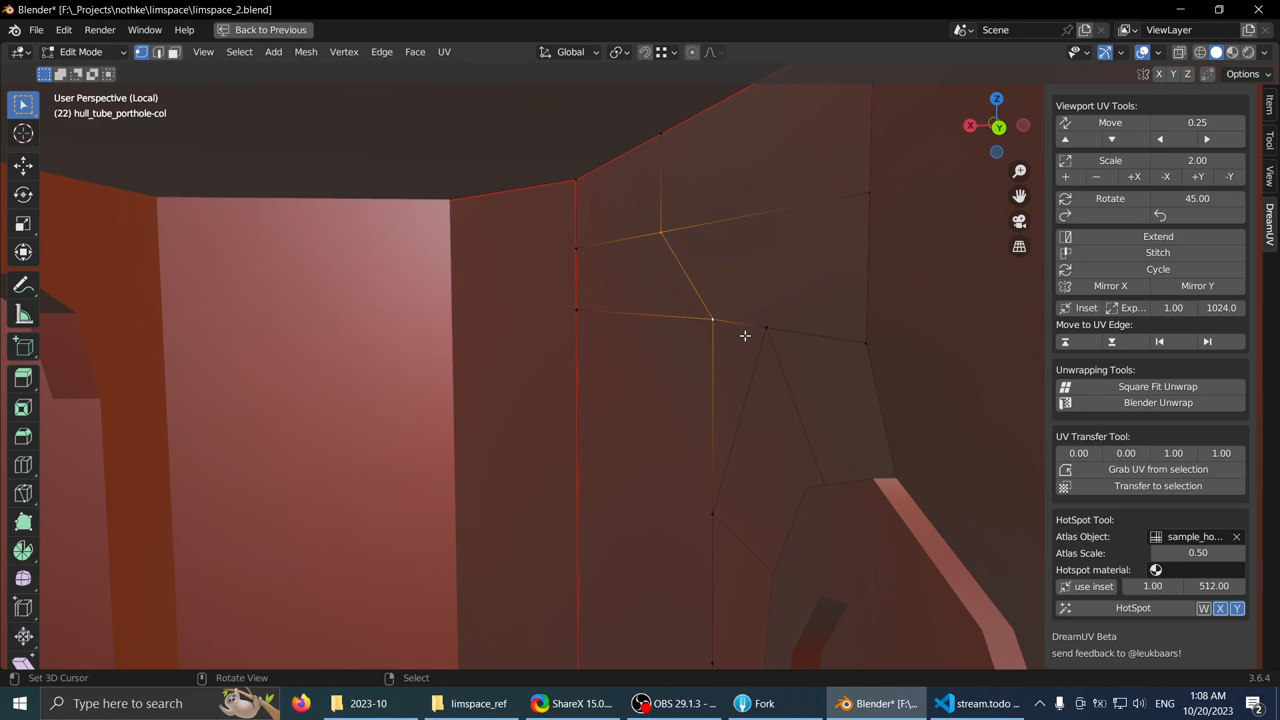 Blender* [F:\_Projects\nothke\limspace\limspace_2.blend]
File Edit Render Window Help Back to Previous Scene ViewLayer
Edit Mode View Select Add Mesh Vertex Edge Face UV Global
X Y Z Options
User Perspective (Local)
(22) hull_tube_porthole-col
Z
X
Y
Item
Tool
View
DreamUV
Viewport UV Tools:
Move 0.25
Scale 2.00
+ − +X -X +Y -Y
Rotate 45.00
Extend
Stitch
Cycle
Mirror X Mirror Y
Inset Exp... 1.00 1024.0
Move to UV Edge:
Unwrapping Tools:
Square Fit Unwrap
Blender Unwrap
UV Transfer Tool:
0.00 0.00 1.00 1.00
Grab UV from selection
Transfer to selection
HotSpot Tool:
Atlas Object: sample_ho...
Atlas Scale: 0.50
Hotspot material:
use inset 1.00 512.00
HotSpot W X Y
DreamUV Beta
send feedback to @leukbaars!
Set 3D Cursor Rotate View Select 3.6.4
Type here to search 2023-10 limspace_ref ShareX 15.0.... OBS 29.1.3 - ... Fork Blender* [F:\... stream.todo ... 1:08 AM
10/20/2023